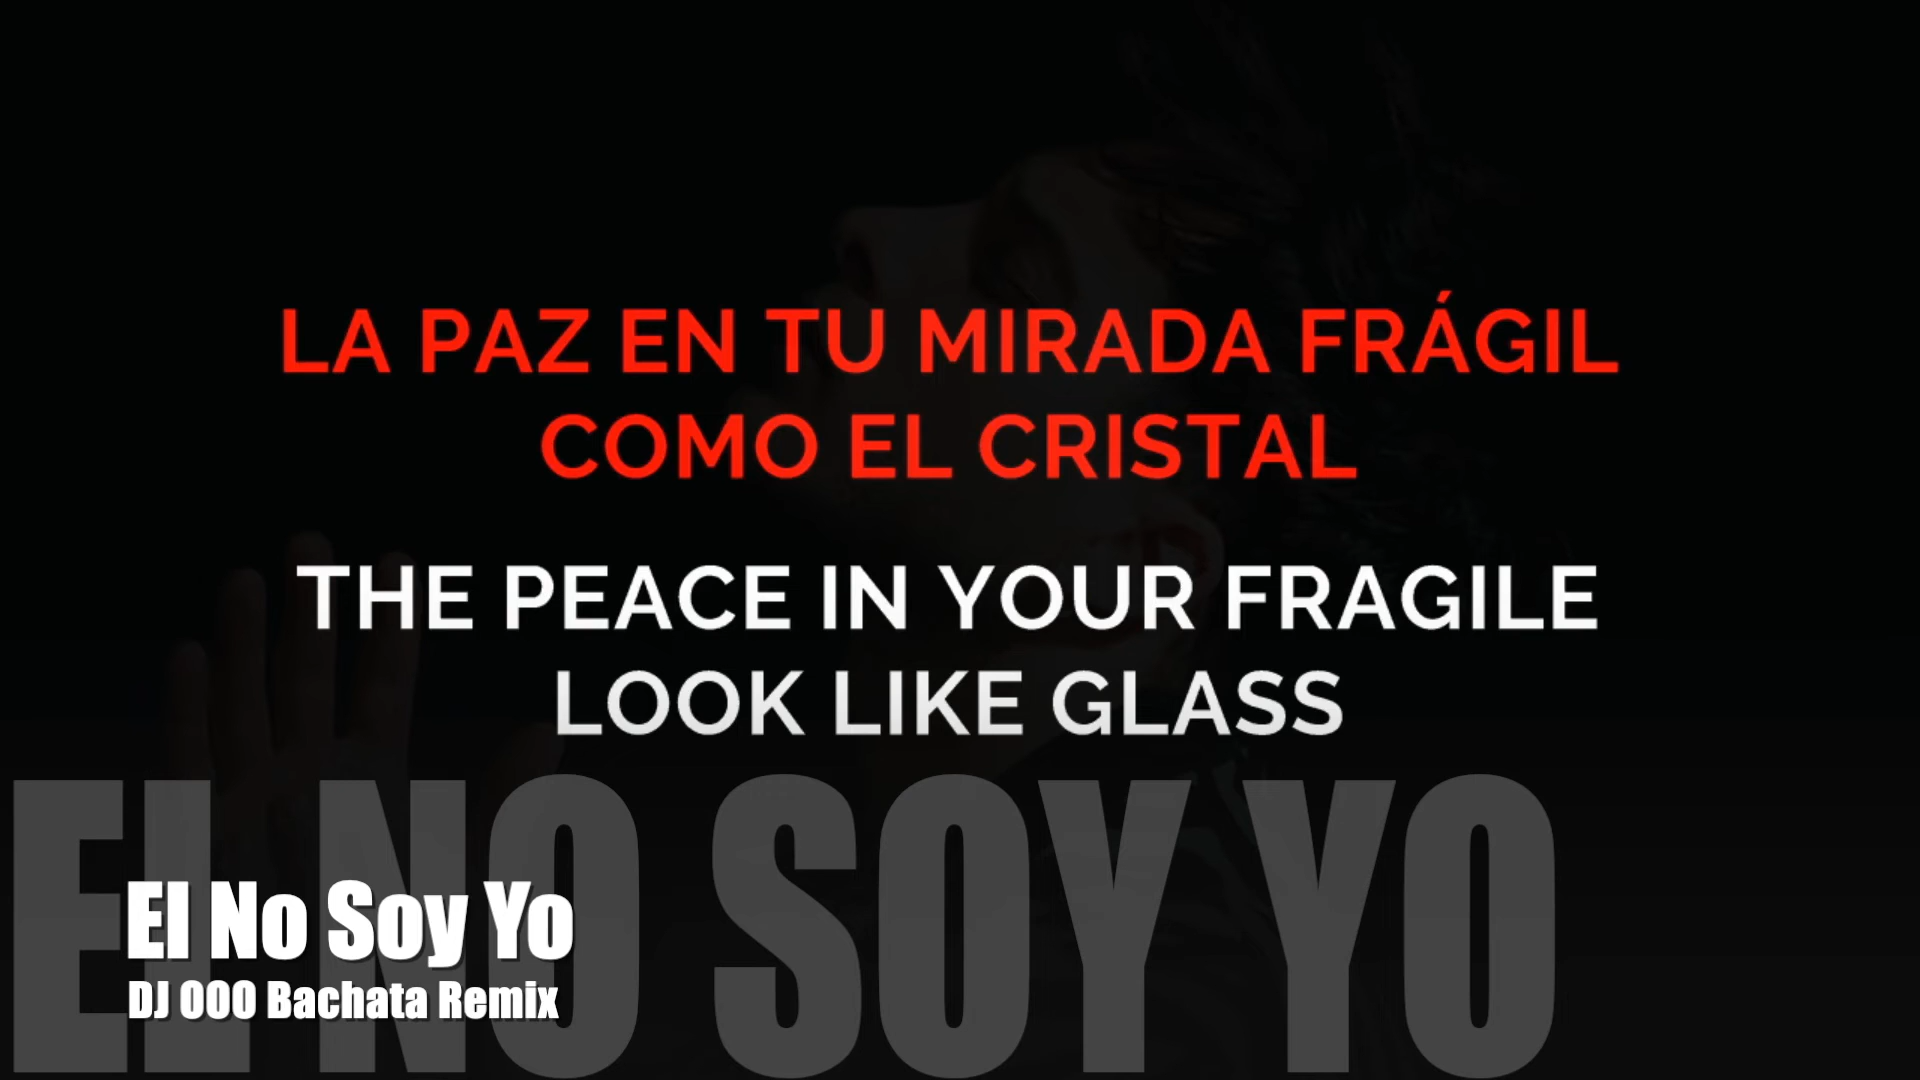 LA PAZ EN TU MIRADA FRÁGIL
COMO EL CRISTAL
THE PEACE IN YOUR FRAGILE
LOOK LIKE GLASS
El NO SOY YO
El No Soy Yo
DJ OOO Bachata Remix